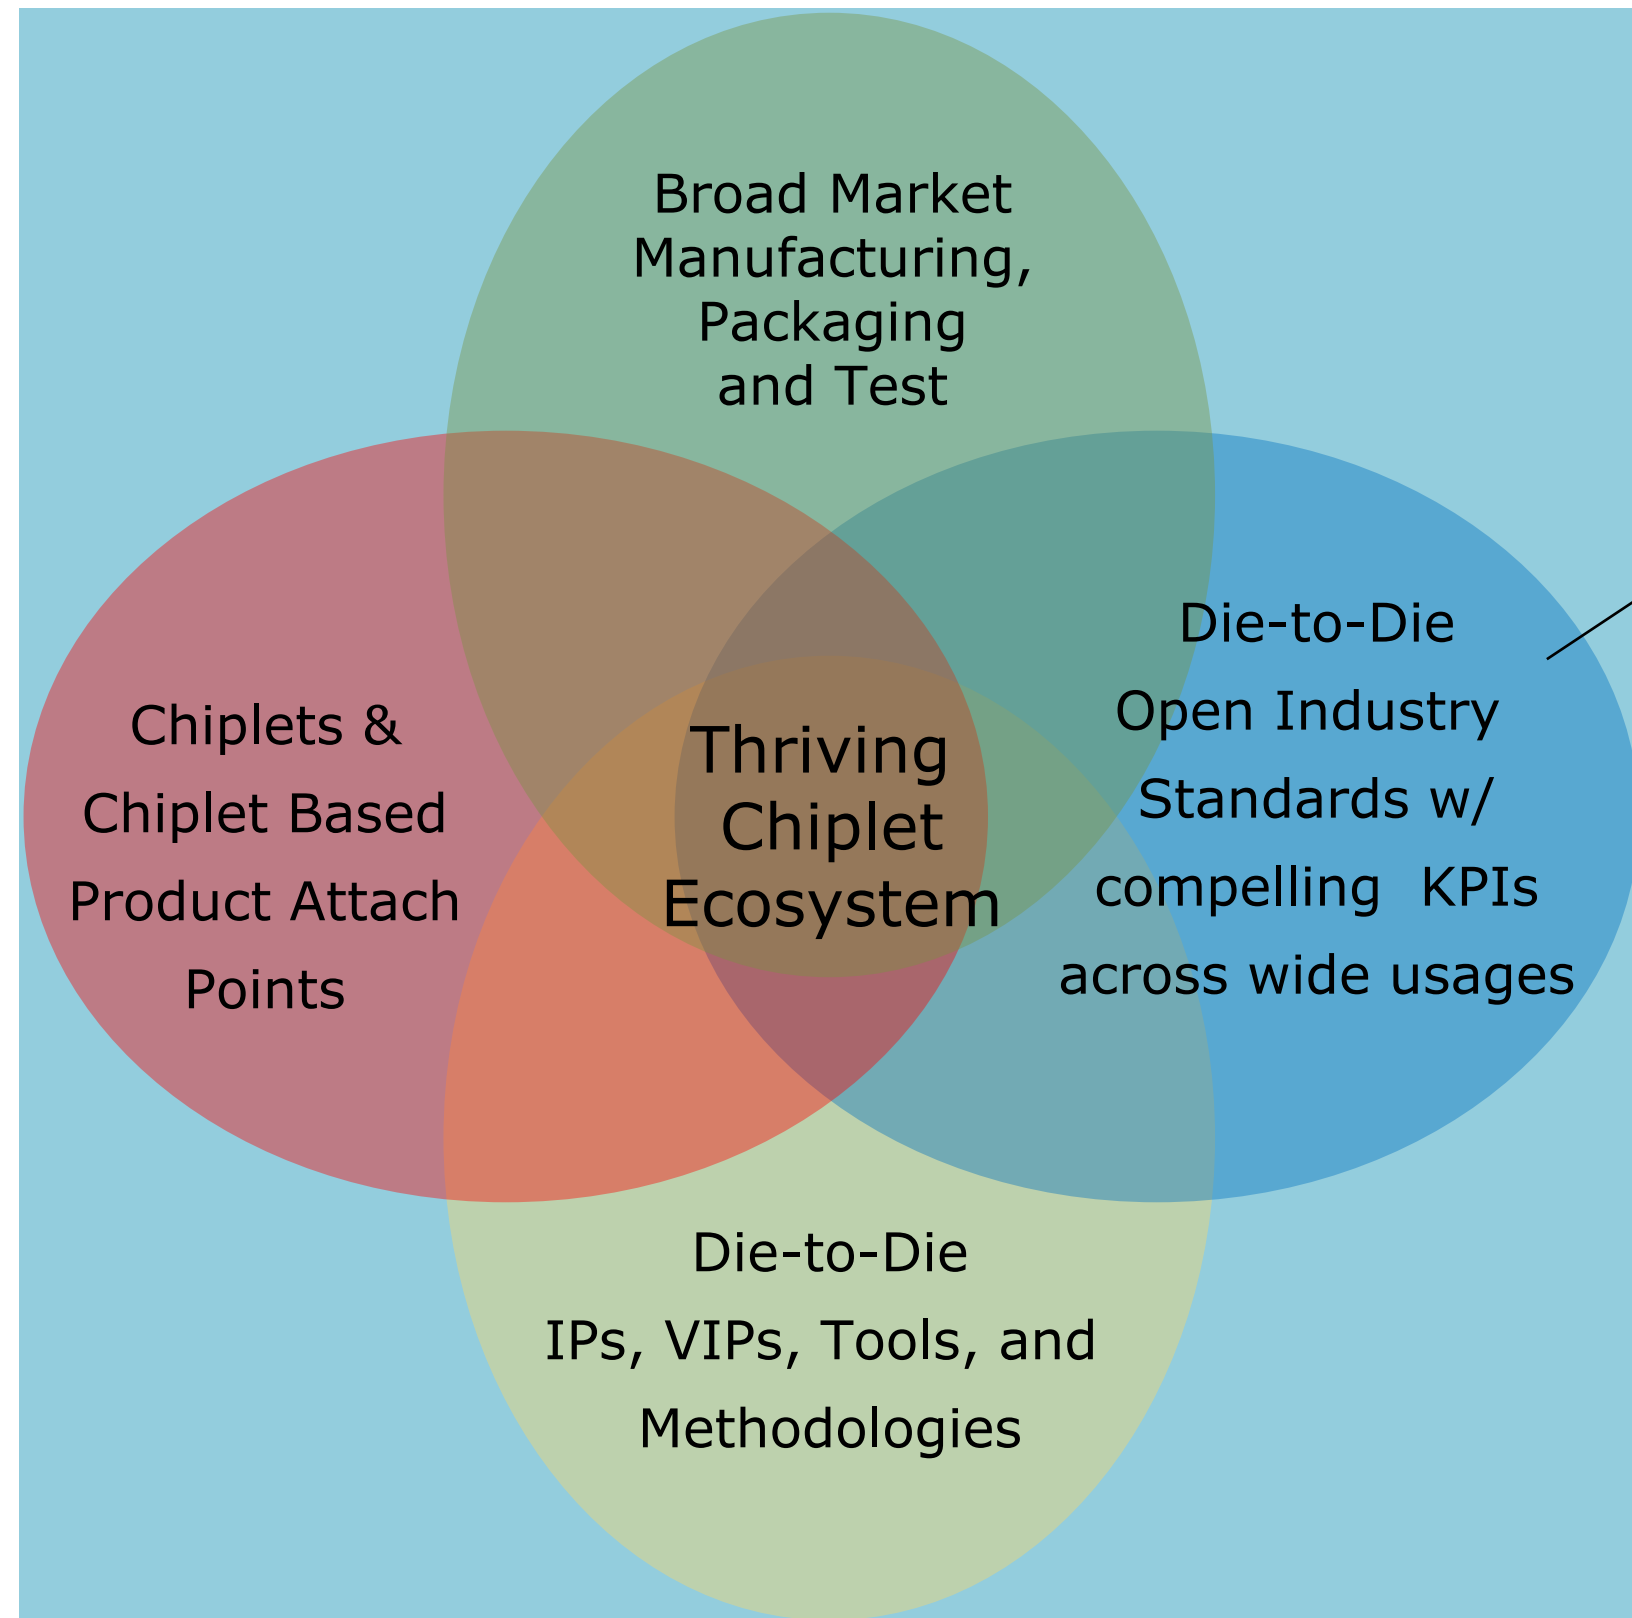 Broad Market
Manufacturing,
Packaging
and Test
Chiplets &
Chiplet Based
Product Attach
Points
Thriving
Chiplet
Ecosystem
Die-to-Die
Open Industry
Standards w/
compelling  KPIs
across wide usages
Die-to-Die
IPs, VIPs, Tools, and
Methodologies